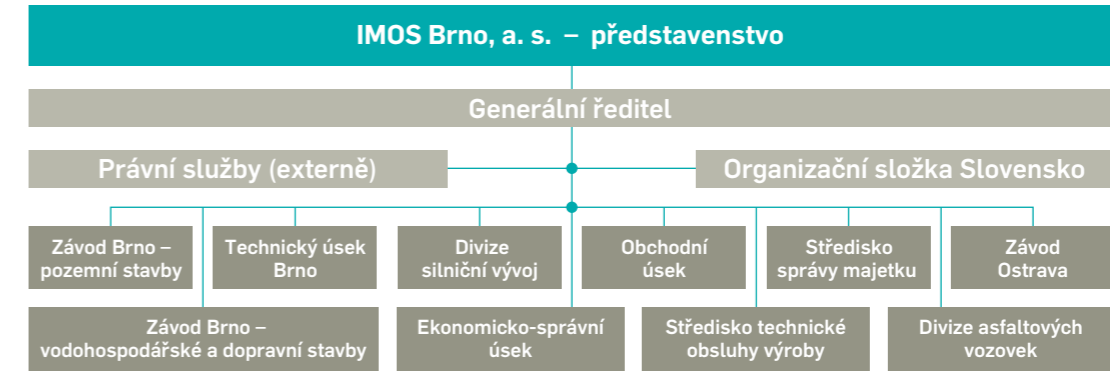 IMOS Brno, a. s. – představenstvo
Generální ředitel
Právní služby (externě)
Organizační složka Slovensko
Závod Brno –
pozemní stavby
Technický úsek
Brno
Divize
silniční vývoj
Obchodní
úsek
Středisko
správy majetku
Závod
Ostrava
Závod Brno –
vodohospodářské a dopravní stavby
Ekonomicko-správní
úsek
Středisko technické
obsluhy výroby
Divize asfaltových
vozovek